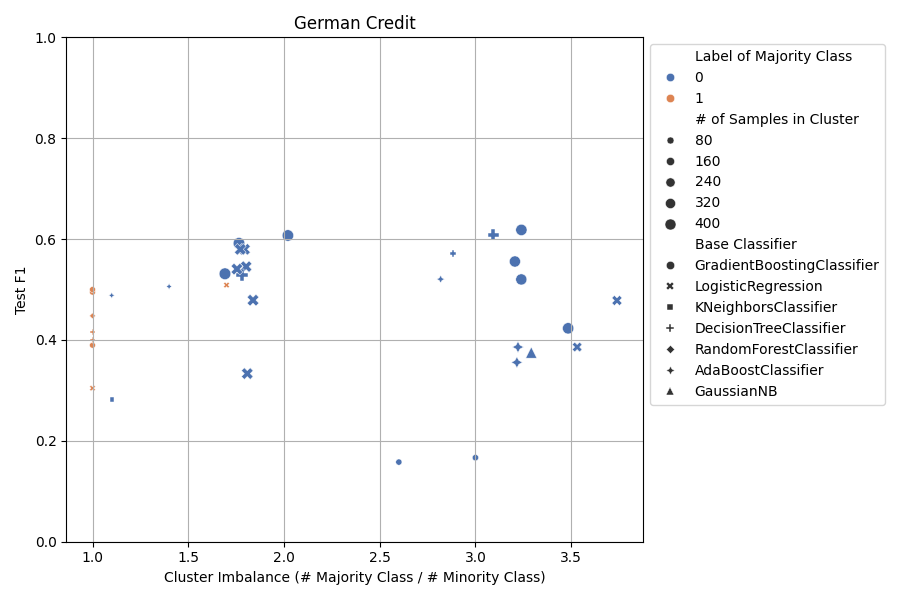 German Credit
Test F1
1.0
0.8
0.6
0.4
0.2
0.0
1.0 1.5 2.0 2.5 3.0 3.5
Cluster Imbalance (# Majority Class / # Minority Class)
Label of Majority Class
0
1
# of Samples in Cluster
80
160
240
320
400
Base Classifier
GradientBoostingClassifier
LogisticRegression
KNeighborsClassifier
DecisionTreeClassifier
RandomForestClassifier
AdaBoostClassifier
GaussianNB